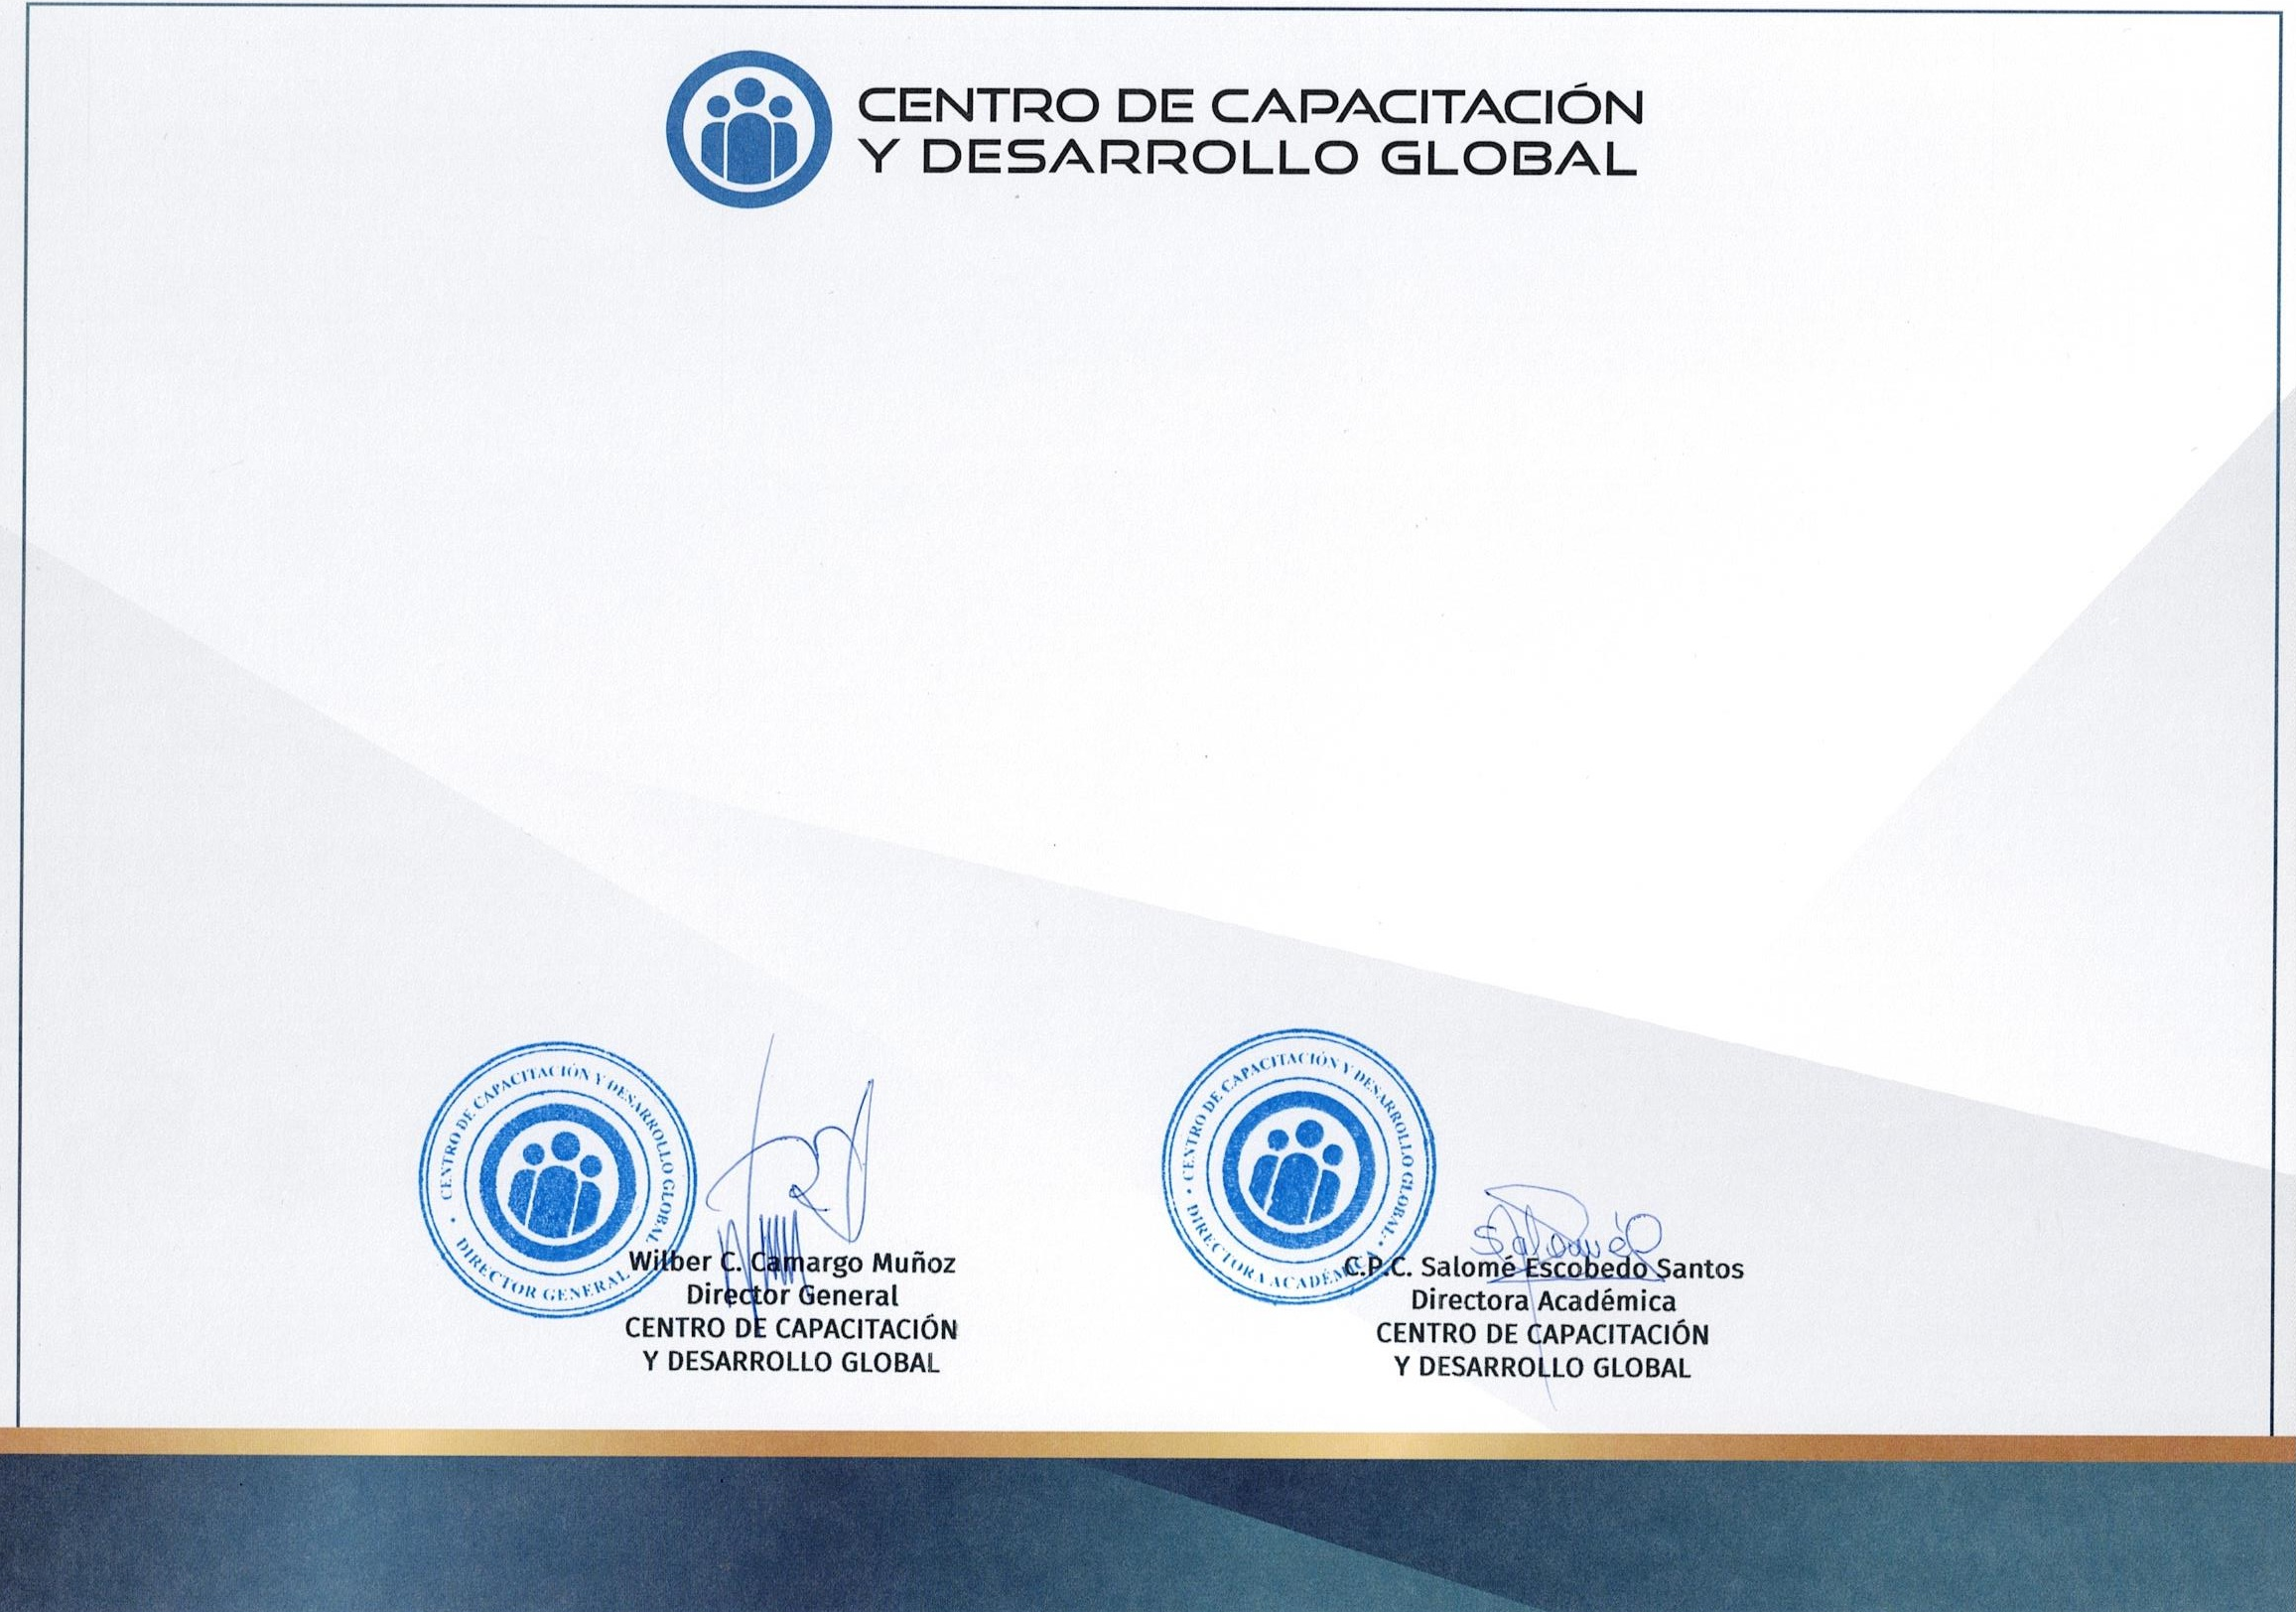 CENTRO DE CAPACITACIÓN
Y DESARROLLO GLOBAL
CENTRO DE CAPACITACIÓN Y DESARROLLO GLOBAL
DIRECTOR GENERAL
Wilber C. Camargo Muñoz
Director General
CENTRO DE CAPACITACIÓN
Y DESARROLLO GLOBAL
CENTRO DE CAPACITACIÓN Y DESARROLLO GLOBAL
DIRECTORA ACADÉMICA
Salomé
C.P.C. Salomé Escobedo Santos
Directora Académica
CENTRO DE CAPACITACIÓN
Y DESARROLLO GLOBAL